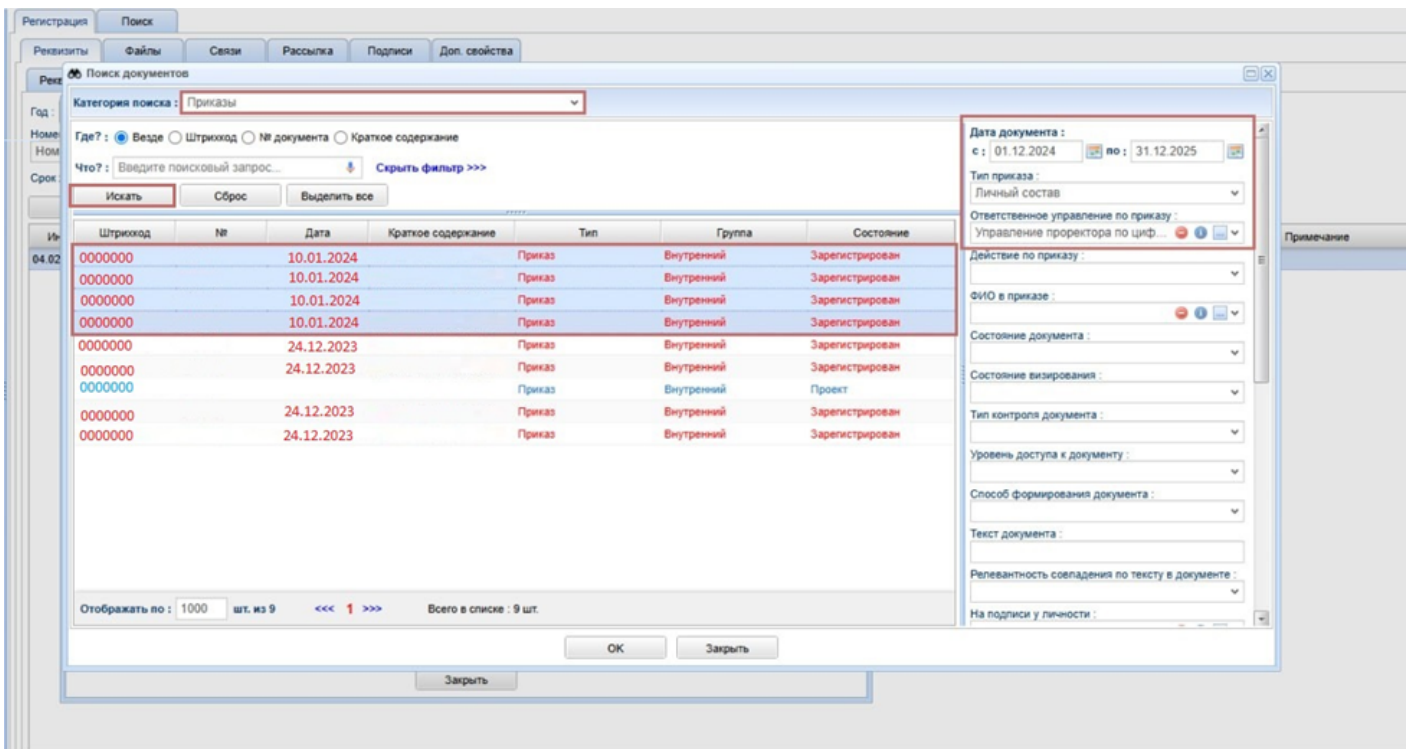 Регистрация Поиск
Реквизиты Файлы Связи Рассылка Подписи Доп. свойства
Рекв Поиск документов
Категория поиска : Приказы
Год :
Где? : Везде Штрихкод № документа Краткое содержание
Что? : Введите поисковый запрос... Скрыть фильтр >>>
Срок
Искать Сброс Выделить все
Штрихкод № Дата Краткое содержание Тип Группа Состояние
04.02
0000000 10.01.2024 Приказ Внутренний Зарегистрирован
0000000 10.01.2024 Приказ Внутренний Зарегистрирован
0000000 10.01.2024 Приказ Внутренний Зарегистрирован
0000000 10.01.2024 Приказ Внутренний Зарегистрирован
0000000 24.12.2023 Приказ Внутренний Зарегистрирован
0000000 24.12.2023 Приказ Внутренний Зарегистрирован
0000000 Приказ Внутренний Проект
0000000 24.12.2023 Приказ Внутренний Зарегистрирован
0000000 24.12.2023 Приказ Внутренний Зарегистрирован
Отображать по : 1000 шт. из 9 <<< 1 >>> Всего в списке : 9 шт.
Дата документа :
с : 01.12.2024 по : 31.12.2025
Тип приказа :
Личный состав
Ответственное управление по приказу :
Управление проректора по циф...
Действие по приказу :
ФИО в приказе :
Состояние документа :
Состояние визирования :
Тип контроля документа :
Уровень доступа к документу :
Способ формирования документа :
Текст документа :
Релевантность совпадения по тексту в документе :
На подписи у личности :
Примечание
OK Закрыть
Закрыть